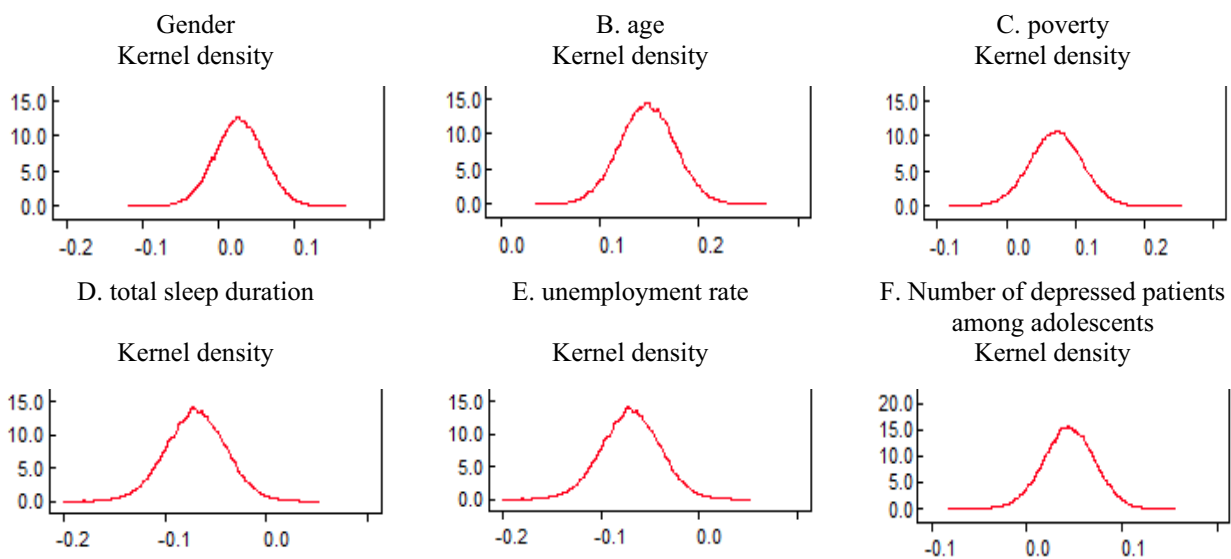 Gender
Kernel density
B. age
Kernel density
C. poverty
Kernel density
15.0
10.0
5.0
0.0
-0.2 -0.1 0.0 0.1
15.0
10.0
5.0
0.0
0.0 0.1 0.2
15.0
10.0
5.0
0.0
-0.1 0.0 0.1 0.2
D. total sleep duration
Kernel density
E. unemployment rate
Kernel density
F. Number of depressed patients
among adolescents
Kernel density
15.0
10.0
5.0
0.0
-0.2 -0.1 0.0
15.0
10.0
5.0
0.0
-0.2 -0.1 0.0
20.0
15.0
10.0
5.0
0.0
-0.1 0.0 0.1